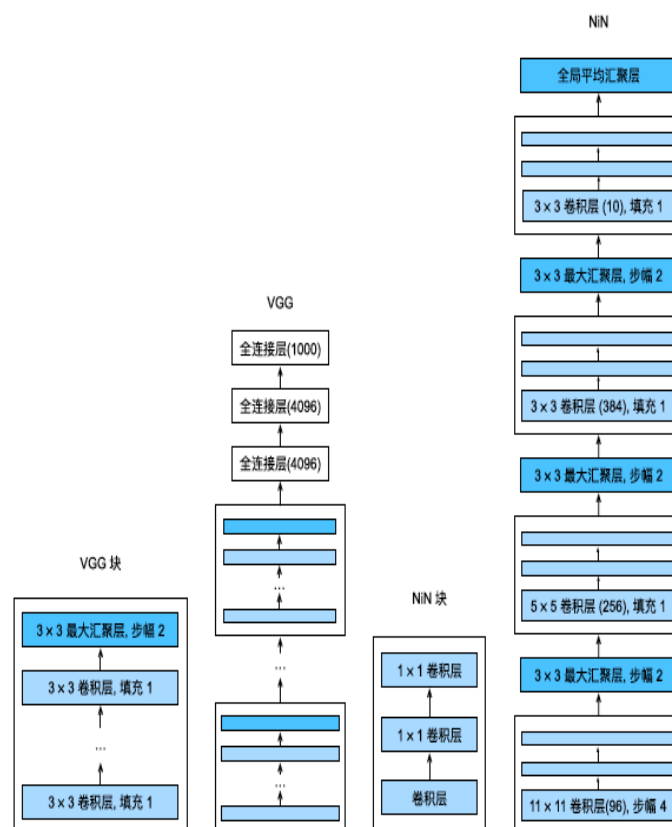 VGG 块
3 × 3 最大汇聚层, 步幅 2
3 × 3 卷积层, 填充 1
...
3 × 3 卷积层, 填充 1
VGG
全连接层(1000)
全连接层(4096)
全连接层(4096)
...
...
...
NiN 块
1 × 1 卷积层
1 × 1 卷积层
卷积层
NiN
全局平均汇聚层
3 × 3 卷积层 (10), 填充 1
3 × 3 最大汇聚层, 步幅 2
3 × 3 卷积层 (384), 填充 1
3 × 3 最大汇聚层, 步幅 2
5 × 5 卷积层 (256), 填充 1
3 × 3 最大汇聚层, 步幅 2
11 × 11 卷积层(96), 步幅 4